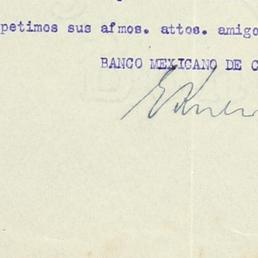 petimos sus afmos. attos. amigo
BANCO MEXICANO DE C